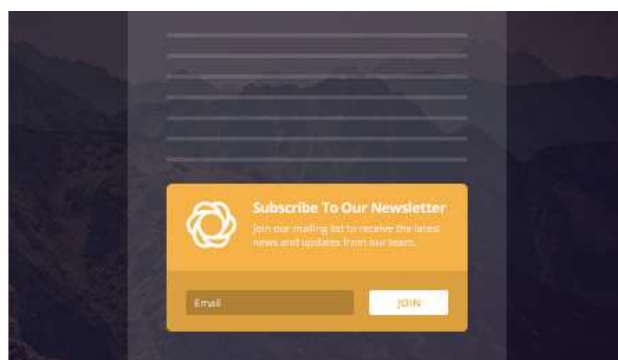 Subscribe To Our Newsletter
Join our mailing list to receive the latest
news and updates from our team.
Email
JOIN